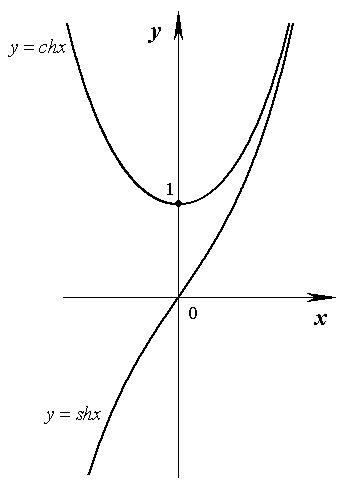 y
y = chx
1
0
x
y = shx